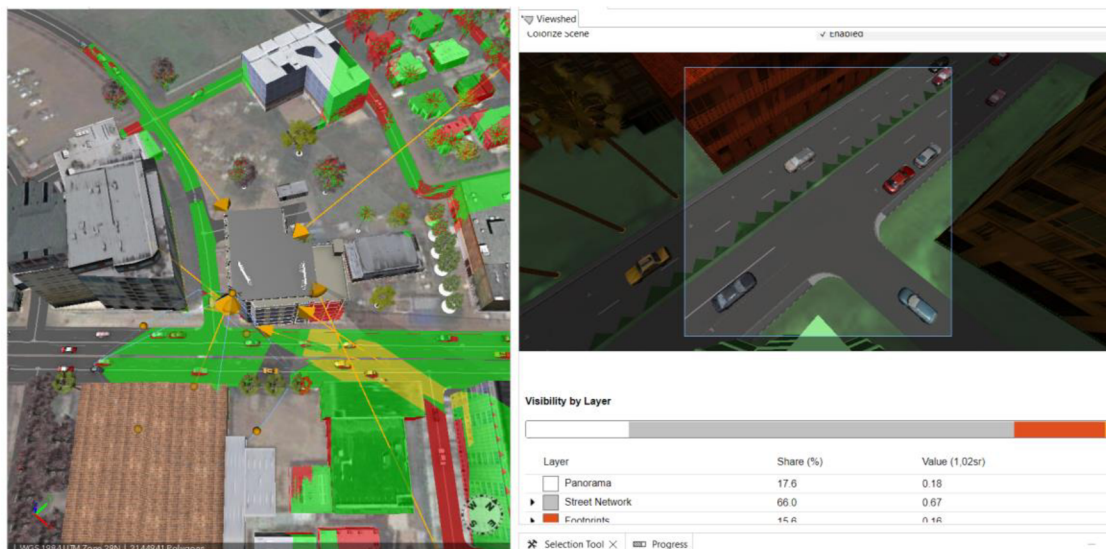 Viewshed
Colorize Scene ✓ Enabled
Visibility by Layer
Layer Share (%) Value (1,02sr)
Panorama 17.6 0.18
Street Network 66.0 0.67
Footprints 15.6 0.16
Selection Tool Progress